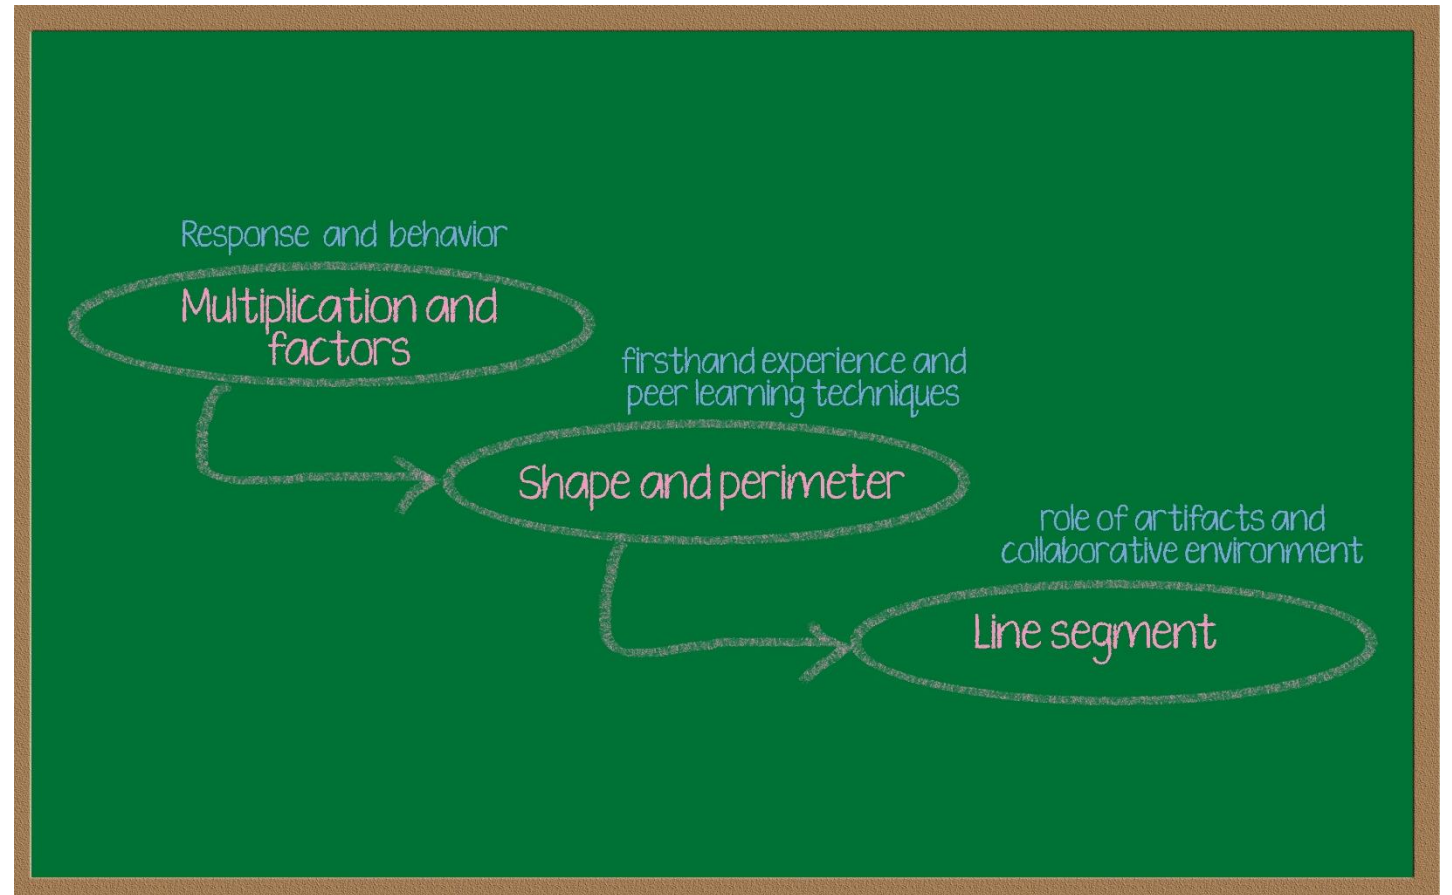 Response and behavior
Multiplication and
factors
firsthand experience and
peer learning techniques
Shape and perimeter
role of artifacts and
collaborative environment
Line segment